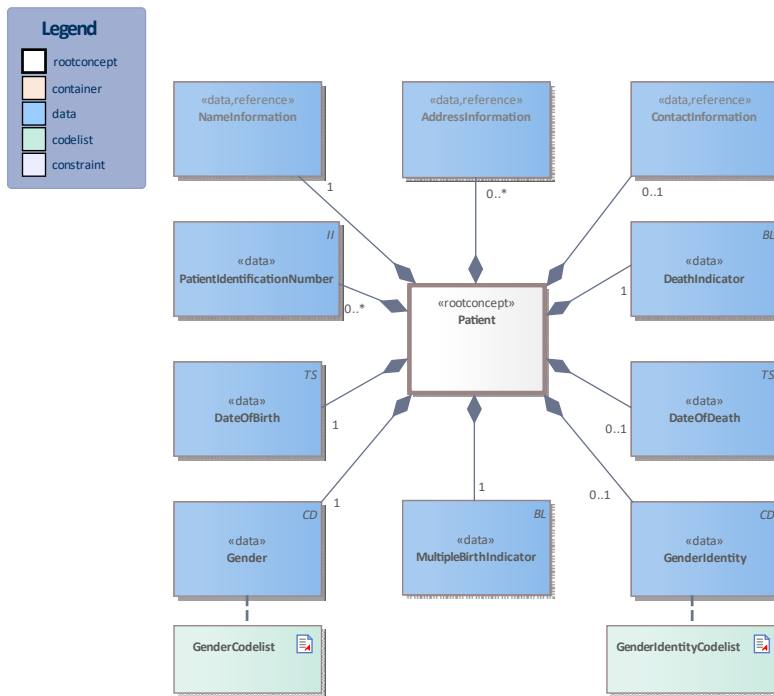 Legend
rootconcept
container
data
codelist
constraint
«data,reference»
NameInformation
«data,reference»
AddressInformation
«data,reference»
ContactInformation
1
0..*
0..1
II
«data»
PatientIdentificationNumber
0..*
«rootconcept»
Patient
BL
«data»
DeathIndicator
1
TS
«data»
DateOfBirth
1
TS
«data»
DateOfDeath
0..1
CD
«data»
Gender
1
BL
«data»
MultipleBirthIndicator
1
CD
«data»
GenderIdentity
0..1
GenderCodelist
GenderIdentityCodelist